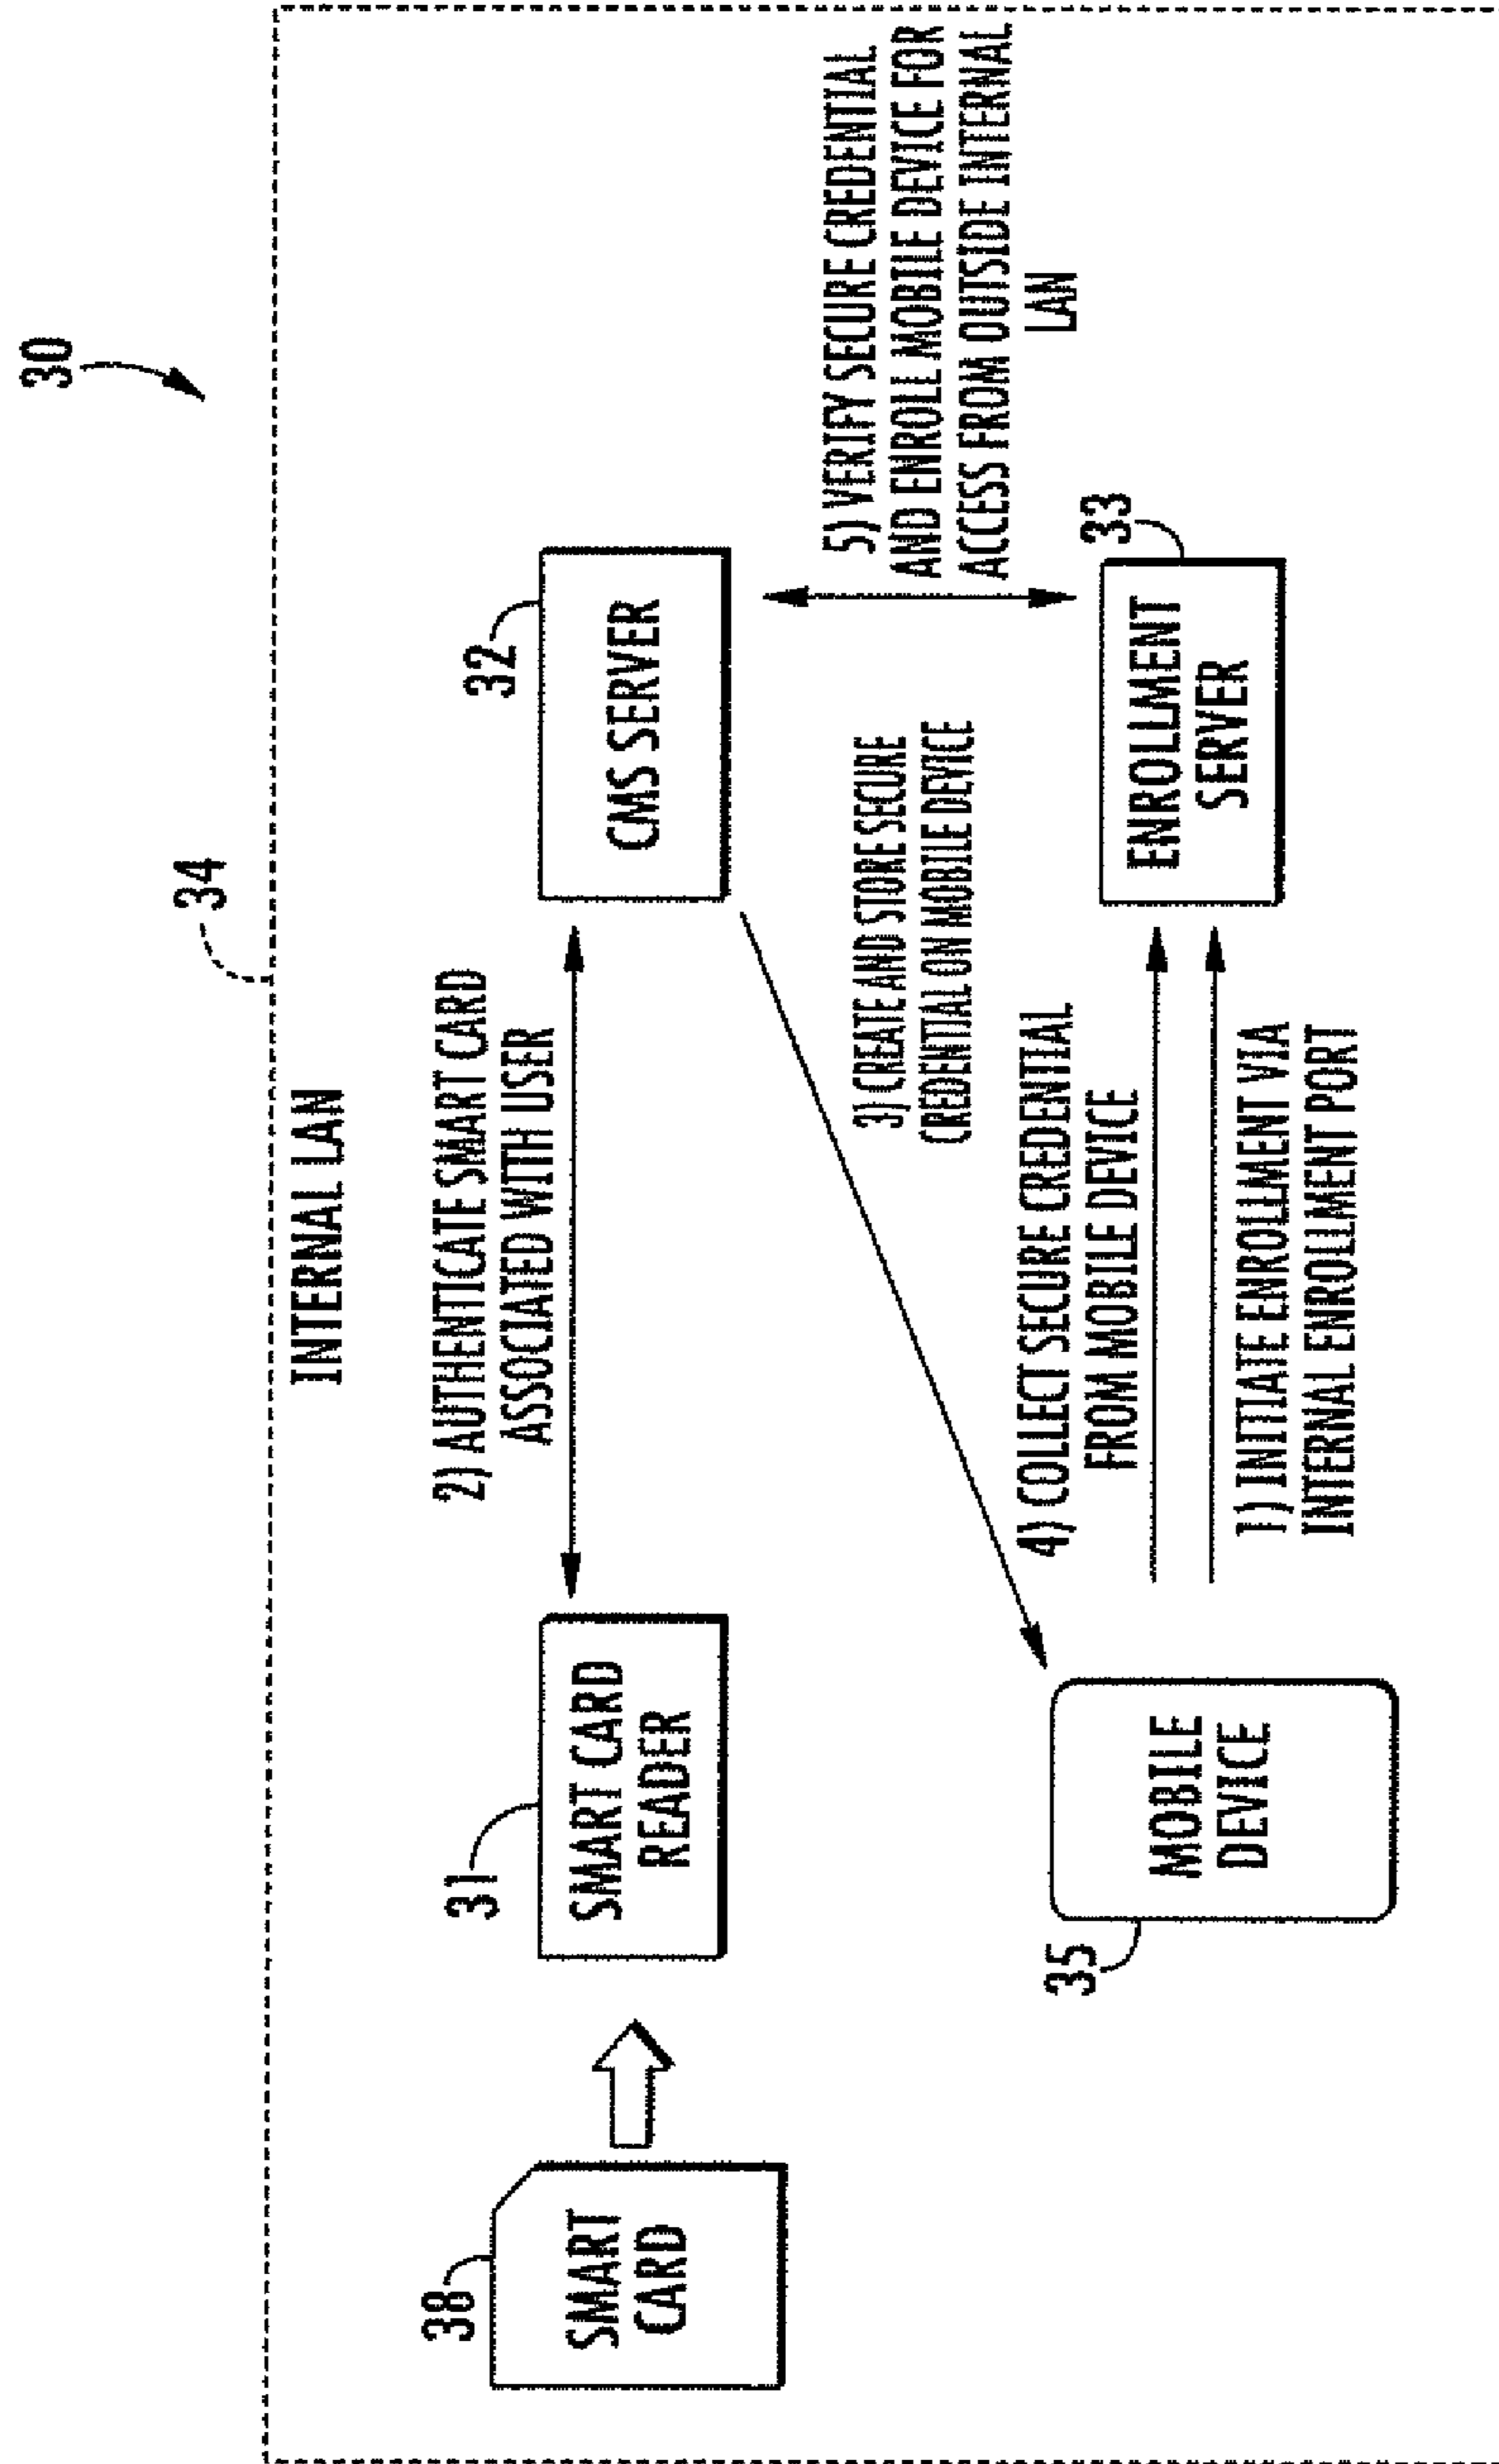 30
34
INTERNAL LAN
2) AUTHENTICATE SMART CARD
ASSOCIATED WITH USER
38
SMART
CARD
31
SMART CARD
READER
32
CMS SERVER
3) CREATE AND STORE SECURE
CREDENTIAL ON MOBILE DEVICE
5) VERIFY SECURE CREDENTIAL
AND ENROLL MOBILE DEVICE FOR
ACCESS FROM OUTSIDE INTERNAL
LAN
35
MOBILE
DEVICE
4) COLLECT SECURE CREDENTIAL
FROM MOBILE DEVICE
1) INITIATE ENROLLMENT VIA
INTERNAL ENROLLMENT PORT
33
ENROLLMENT
SERVER